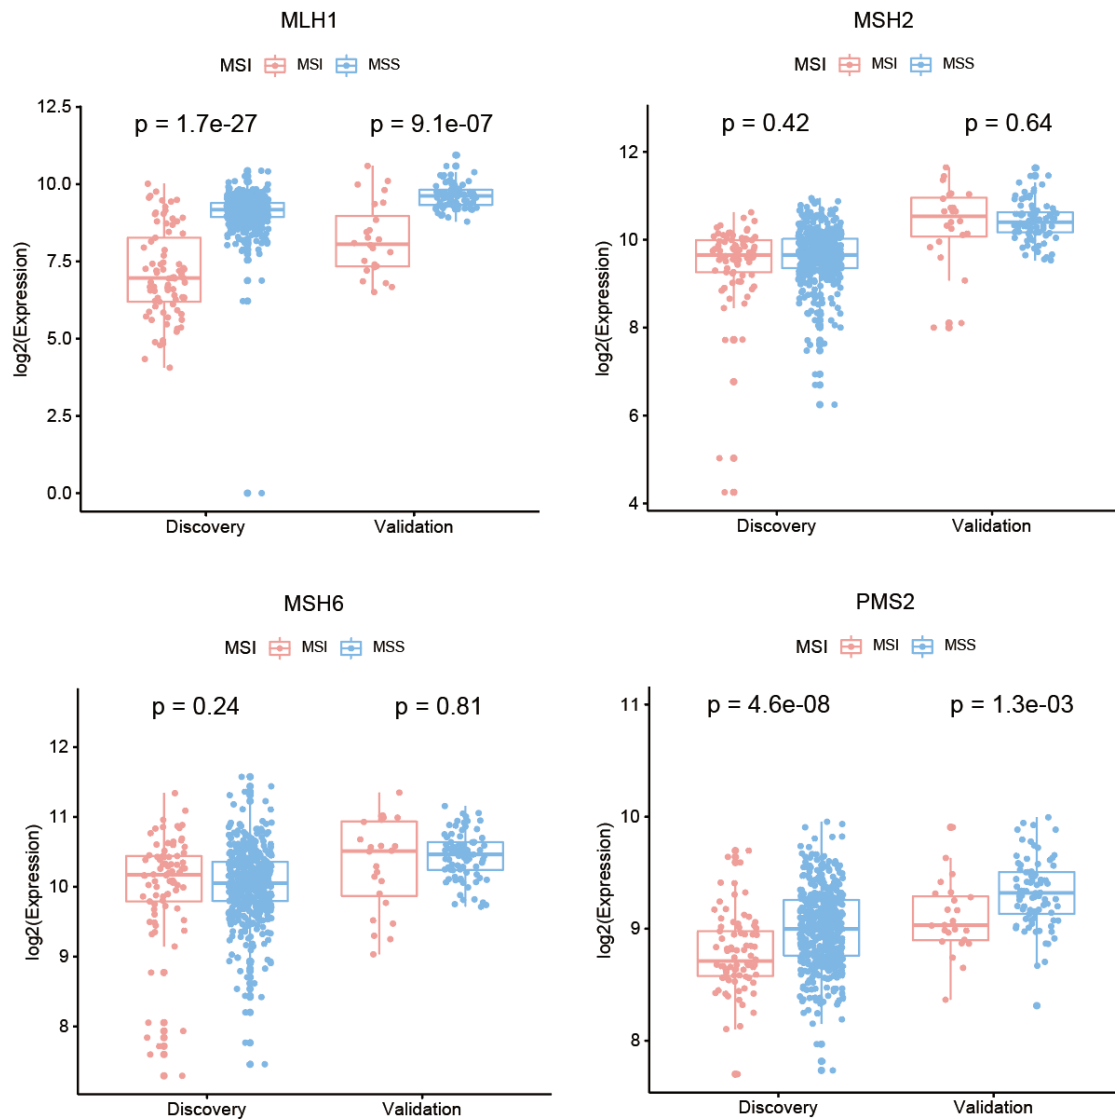 MLH1
MSI MSI MSS
p = 1.7e-27 p = 9.1e-07
12.5
10.0
7.5
5.0
2.5
0.0
log2(Expression)
Discovery Validation
MSH2
MSI MSI MSS
p = 0.42 p = 0.64
12
10
8
6
4
log2(Expression)
Discovery Validation
MSH6
MSI MSI MSS
p = 0.24 p = 0.81
12
11
10
9
8
log2(Expression)
Discovery Validation
PMS2
MSI MSI MSS
p = 4.6e-08 p = 1.3e-03
11
10
9
8
log2(Expression)
Discovery Validation